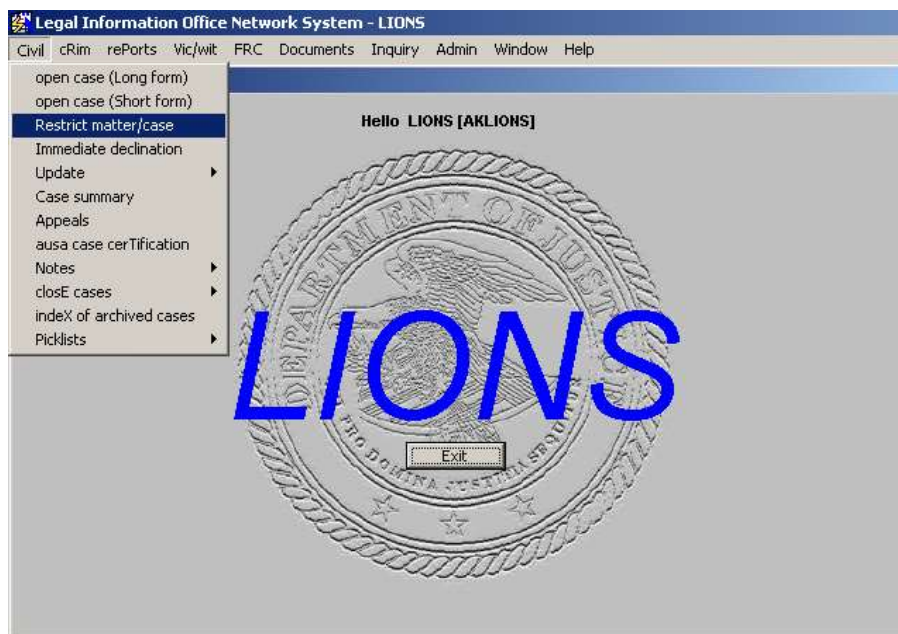 Legal Information Office Network System - LIONS
Civil cRim rePorts Vic/wit FRC Documents Inquiry Admin Window Help
open case (Long form)
open case (Short form)
Restrict matter/case
Immediate declination
Update
Case summary
Appeals
ausa case cerTification
Notes
closE cases
indeX of archived cases
Picklists
Hello LIONS [AKLIONS]
DEPARTMENT OF JUSTICE
LIONS
Exit
PRO DOMINA JUSTITIA SEQUITUR